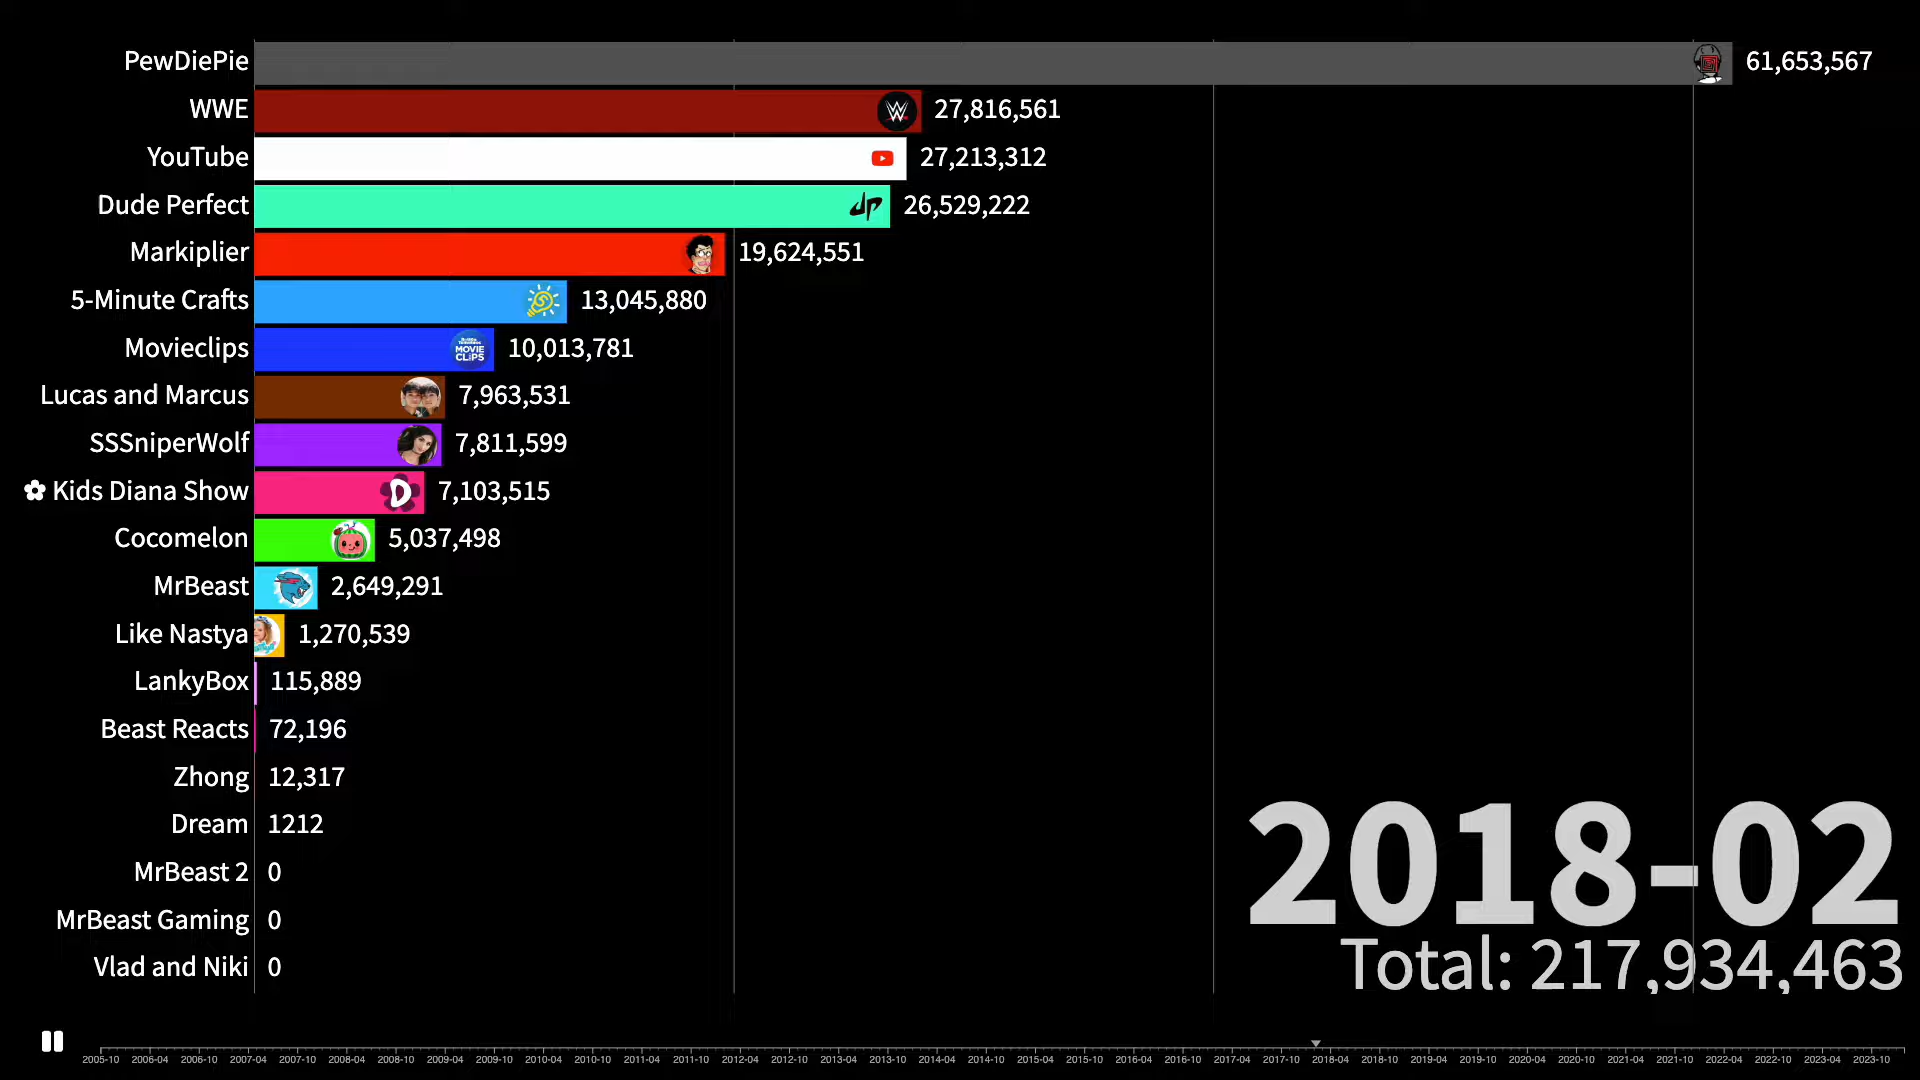 PewDiePie 61,653,567
WWE 27,816,561
YouTube 27,213,312
Dude Perfect dp 26,529,222
Markiplier 19,624,551
5-Minute Crafts 13,045,880
Movieclips MOVIE CLIPS 10,013,781
Lucas and Marcus 7,963,531
SSSniperWolf 7,811,599
✿ Kids Diana Show D 7,103,515
Cocomelon 5,037,498
MrBeast 2,649,291
Like Nastya 1,270,539
LankyBox 115,889
Beast Reacts 72,196
Zhong 12,317
Dream 1212
MrBeast 2 0
MrBeast Gaming 0
Vlad and Niki 0
2018-02
Total: 217,934,463
2005-10 2006-04 2006-10 2007-04 2007-10 2008-04 2008-10 2009-04 2009-10 2010-04 2010-10 2011-04 2011-10 2012-04 2012-10 2013-04 2013-10 2014-04 2014-10 2015-04 2015-10 2016-04 2016-10 2017-04 2017-10 2018-04 2018-10 2019-04 2019-10 2020-04 2020-10 2021-04 2021-10 2022-04 2022-10 2023-04 2023-10